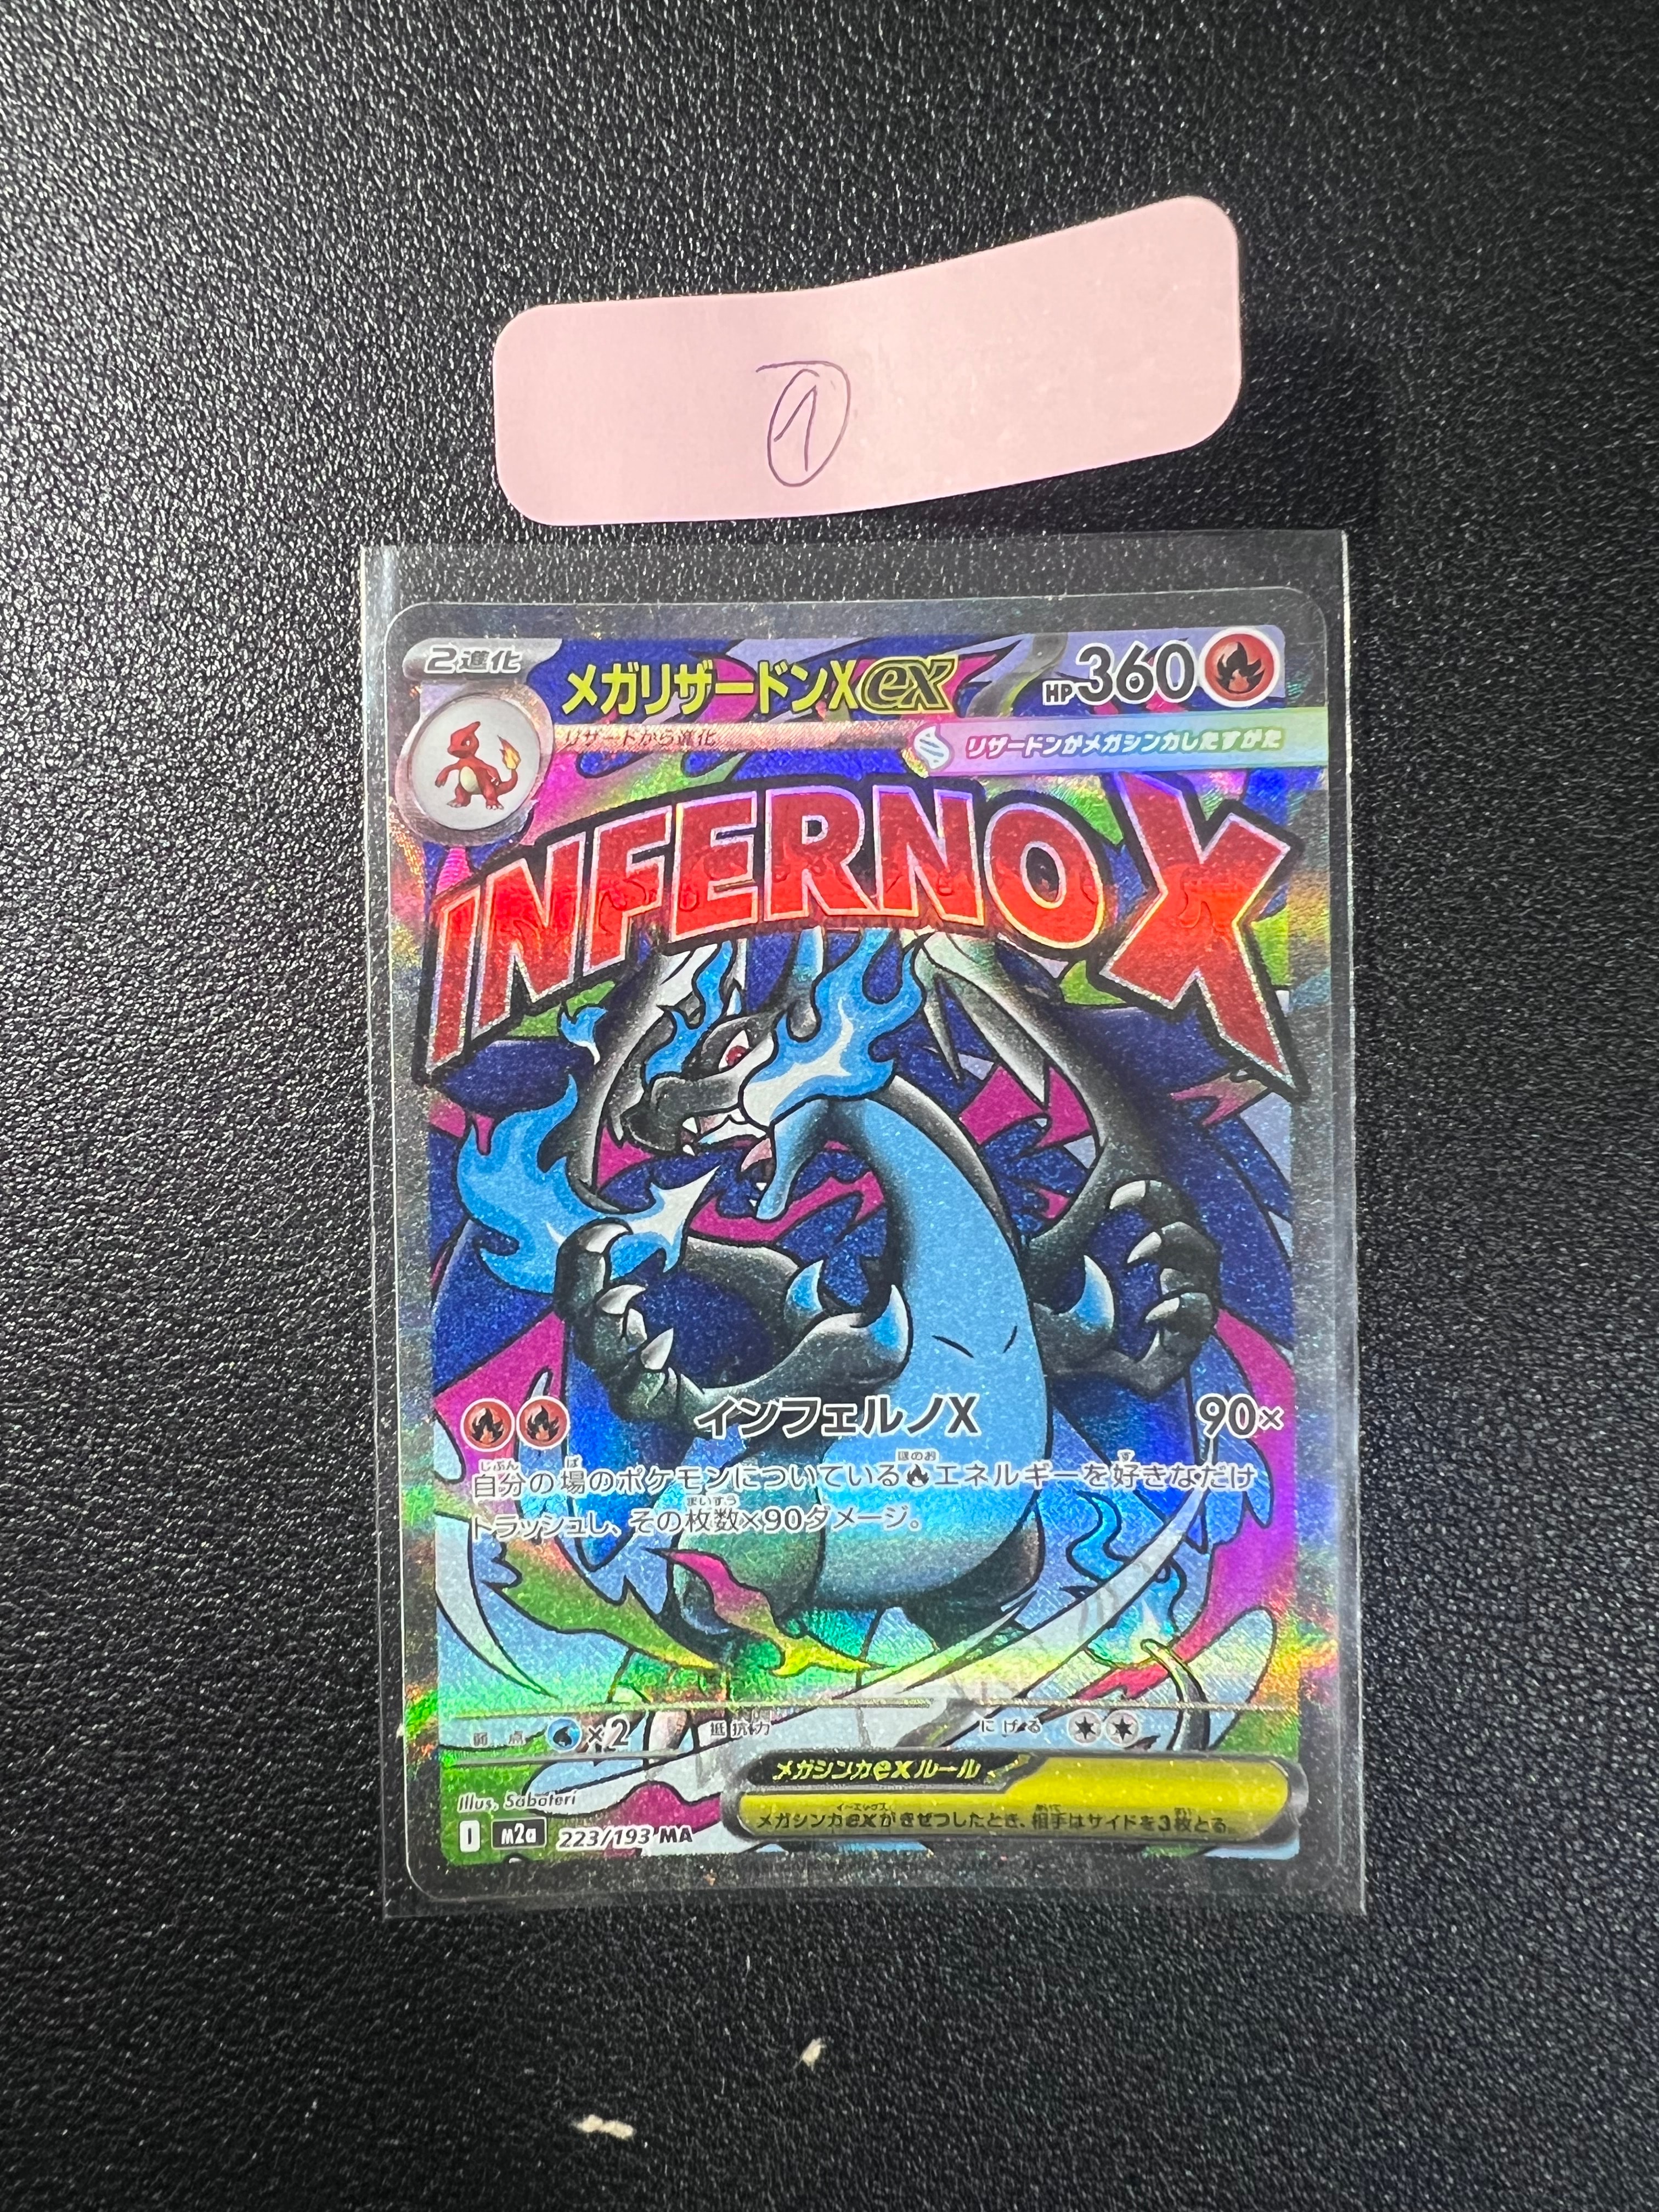 ①
2進化
メガリザードンXex
HP360
リザードから進化
リザードンがメガシンカしたすがた
INFERNO X
インフェルノX 90×
自分の場のポケモンについているエネルギーを好きなだけ
トラッシュし、その枚数×90ダメージ。
弱点 ×2 抵抗力 にげる
メガシンカexルール
メガシンカexがきぜつしたとき、相手はサイドを3枚とる。
Illus. Saboteri
I m2a 223/193 MA